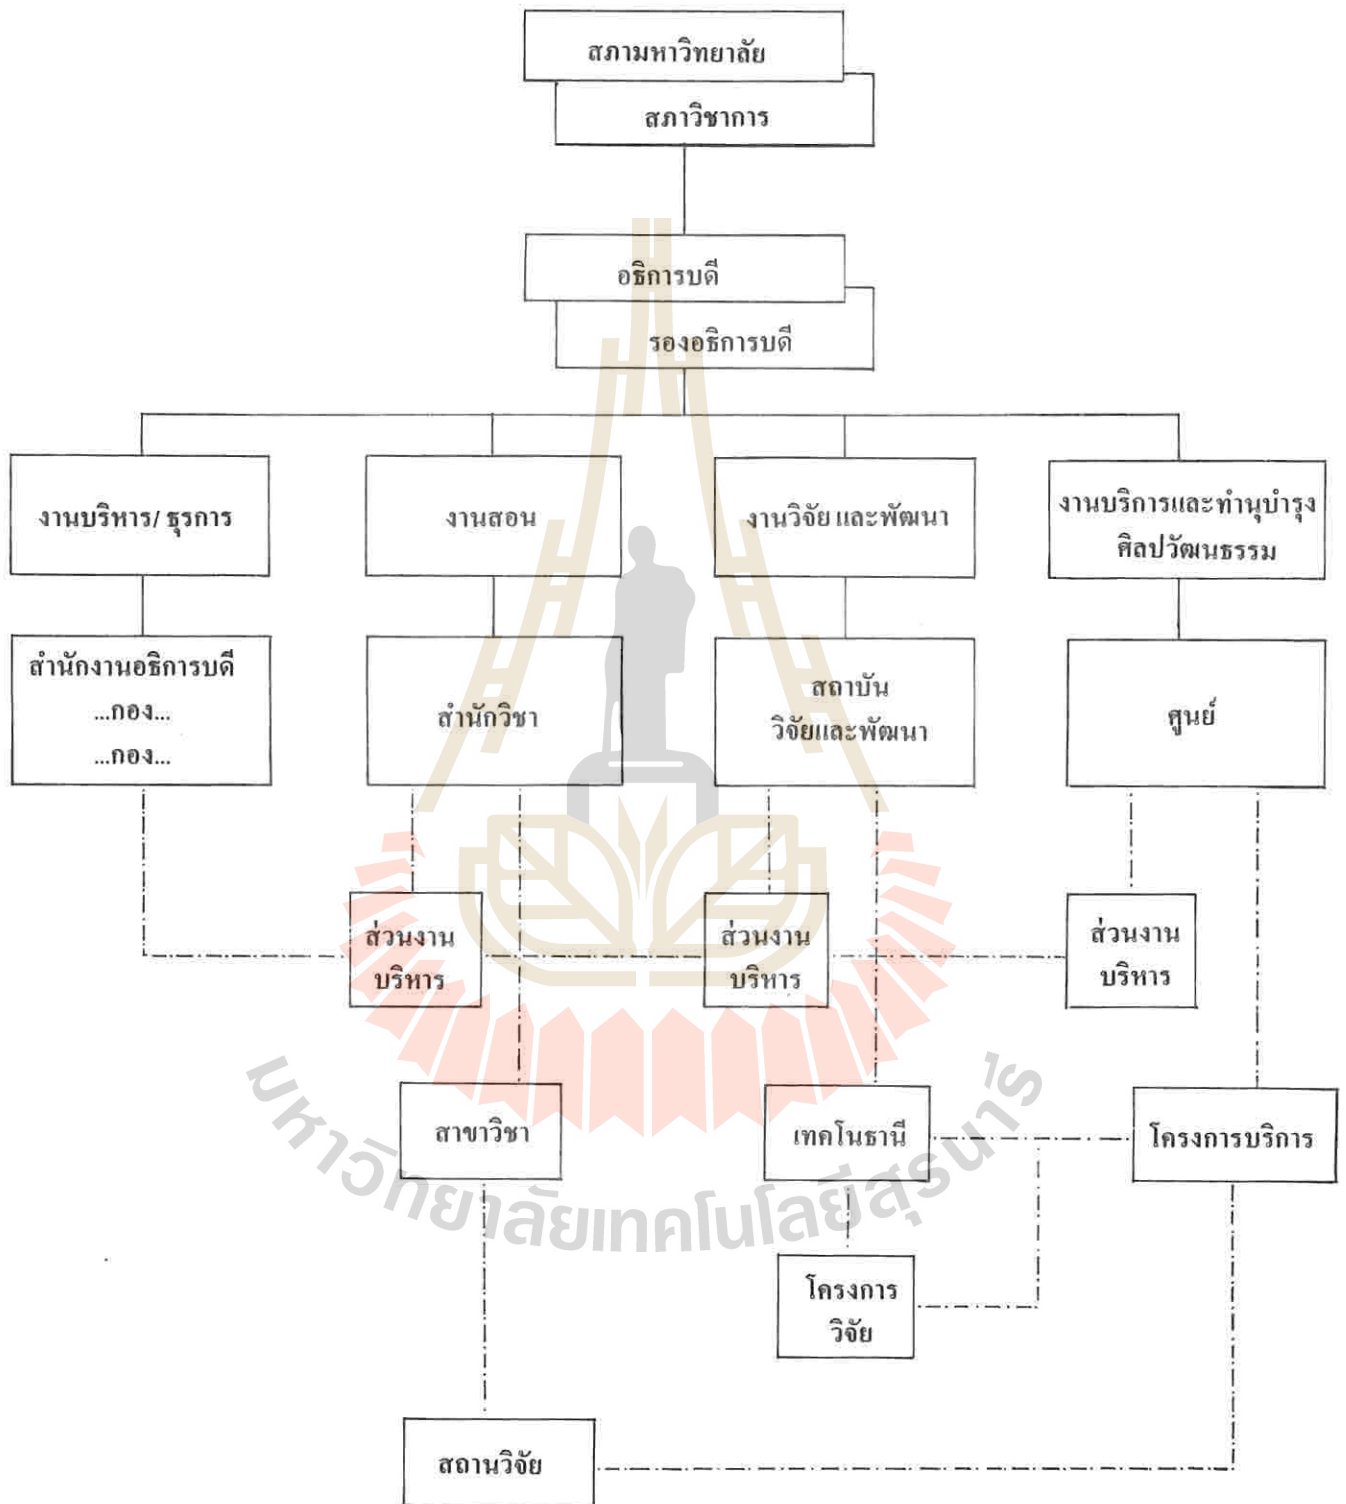 สภามหาวิทยาลัย
สภาวิชาการ
อธิการบดี
รองอธิการบดี
งานบริหาร/ ธุรการ
งานสอน
งานวิจัย และพัฒนา
งานบริการและทำนุบำรุง
ศิลปวัฒนธรรม
สำนักงานอธิการบดี
...กอง...
...กอง...
สำนักวิชา
สถาบัน
วิจัยและพัฒนา
ศูนย์
ส่วนงาน
บริหาร
ส่วนงาน
บริหาร
ส่วนงาน
บริหาร
สาขาวิชา
เทคโนธานี
โครงการบริการ
มหาวิทยาลัยเทคโนโลยีสุรนารี
โครงการ
วิจัย
สถานวิจัย